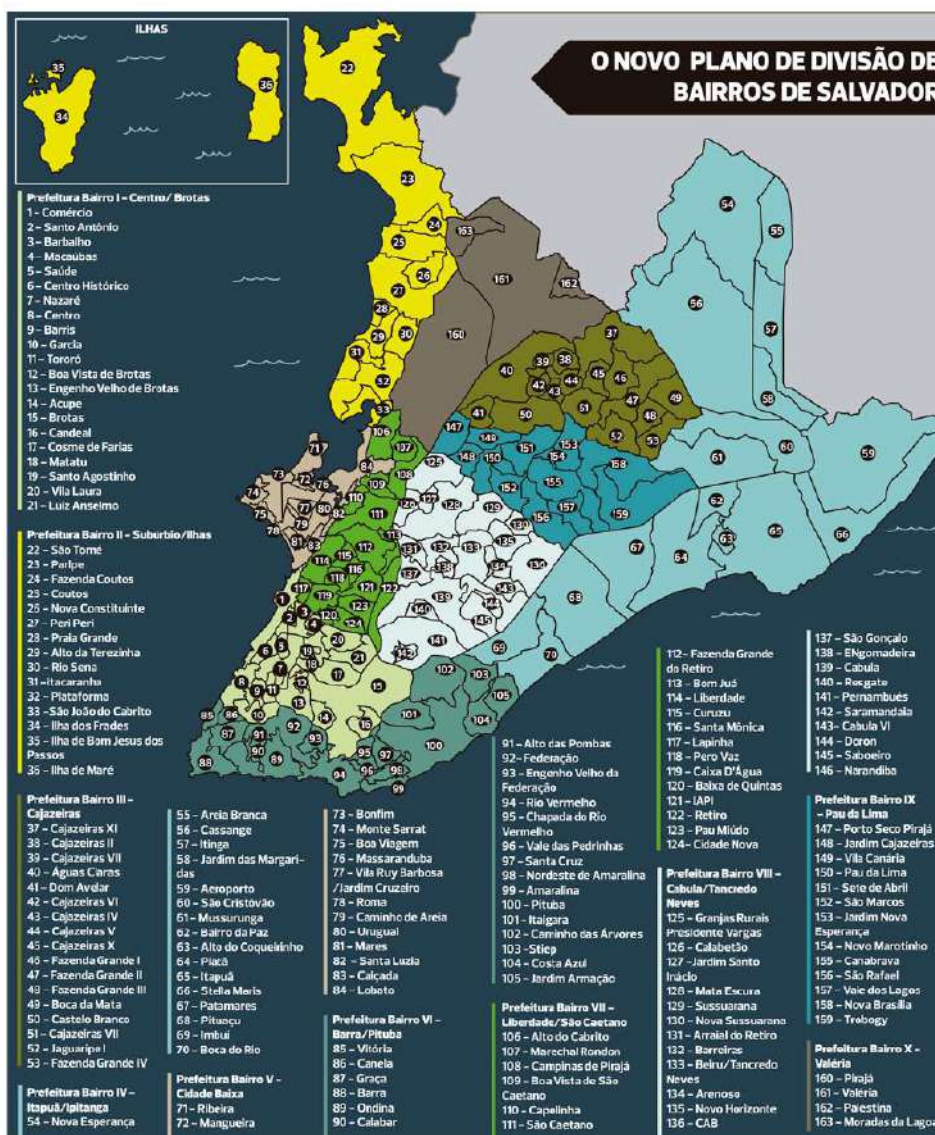 ILHAS
O NOVO PLANO DE DIVISÃO DE
BAIRROS DE SALVADOR
Prefeitura Bairro I – Centro/ Brotas
1 – Comércio
2 – Santo Antônio
3 – Barbalho
4 – Macaúbas
5 – Saúde
6 – Centro Histórico
7 – Nazaré
8 – Centro
9 – Barris
10 – Garcia
11 – Tororó
12 – Boa Vista de Brotas
13 – Engenho Velho de Brotas
14 – Acupe
15 – Brotas
16 – Candeal
17 – Cosme de Farias
18 – Matatu
19 – Santo Agostinho
20 – Vila Laura
21 – Luiz Anselmo
Prefeitura Bairro II – Subúrbio/Ilhas
22 – São Tomé
23 – Paripe
24 – Fazenda Coutos
25 – Coutos
26 – Nova Constituinte
27 – Peri Peri
28 – Praia Grande
29 – Alto da Terezinha
30 – Rio Sena
31 – Itacaranha
32 – Plataforma
33 – São João do Cabrito
34 – Ilha dos Frades
35 – Ilha de Bom Jesus dos
Passos
36 – Ilha de Maré
Prefeitura Bairro III –
Cajazeiras
37 – Cajazeiras XI
38 – Cajazeiras II
39 – Cajazeiras VII
40 – Águas Claras
41 – Dom Avelar
42 – Cajazeiras VI
43 – Cajazeiras IV
44 – Cajazeiras V
45 – Cajazeiras X
46 – Fazenda Grande I
47 – Fazenda Grande II
48 – Fazenda Grande III
49 – Boca da Mata
50 – Castelo Branco
51 – Cajazeiras VII
52 – Jaguaripe I
53 – Fazenda Grande IV
Prefeitura Bairro IV –
Itapuã/Ipitanga
54 – Nova Esperança
55 – Areia Branca
56 – Cassange
57 – Itinga
58 – Jardim das Margari-
das
59 – Aeroporto
60 – São Cristóvão
61 – Mussurunga
62 – Bairro da Paz
63 – Alto do Coqueirinho
64 – Piatã
65 – Itapuã
66 – Stella Maris
67 – Patamares
68 – Pituaçu
69 – Imbuí
70 – Boca do Rio
Prefeitura Bairro V –
Cidade Baixa
71 – Ribeira
72 – Mangueira
73 – Bonfim
74 – Monte Serrat
75 – Boa Viagem
76 – Massaranduba
77 – Vila Ruy Barbosa
/Jardim Cruzeiro
78 – Roma
79 – Caminho de Areia
80 – Uruguai
81 – Mares
82 – Santa Luzia
83 – Calçada
84 – Lobato
Prefeitura Bairro VI –
Barra/Pituba
85 – Vitória
86 – Canela
87 – Graça
88 – Barra
89 – Ondina
90 – Calabar
91 – Alto das Pombas
92 – Federação
93 – Engenho Velho da
Federação
94 – Rio Vermelho
95 – Chapada do Rio
Vermelho
96 – Vale das Pedrinhas
97 – Santa Cruz
98 – Nordeste de Amaralina
99 – Amaralina
100 – Pituba
101 – Itaigara
102 – Caminho das Árvores
103 – Stiep
104 – Costa Azul
105 – Jardim Armação
Prefeitura Bairro VII –
Liberdade/São Caetano
106 – Alto do Cabrito
107 – Marechal Rondon
108 – Campinas de Pirajá
109 – Boa Vista de São
Caetano
110 – Capelinha
111 – São Caetano
112 – Fazenda Grande
do Retiro
113 – Bom Juá
114 – Liberdade
115 – Curuzu
116 – Santa Mônica
117 – Lapinha
118 – Pero Vaz
119 – Caixa D'Água
120 – Baixa de Quintas
121 – IAPI
122 – Retiro
123 – Pau Miúdo
124 – Cidade Nova
Prefeitura Bairro VIII –
Cabula/Tancredo
Neves
125 – Granjas Rurais
Presidente Vargas
126 – Calabetão
127 – Jardim Santo
Inácio
128 – Mata Escura
129 – Sussuarana
130 – Nova Sussuarana
131 – Arraial do Retiro
132 – Barreiras
133 – Beiru/Tancredo
Neves
134 – Arenoso
135 – Novo Horizonte
136 – CAB
137 – São Gonçalo
138 – ENgomadeira
139 – Cabula
140 – Resgate
141 – Pernambués
142 – Saramandaia
143 – Cabula VI
144 – Doron
145 – Saboeiro
146 – Narandiba
Prefeitura Bairro IX
– Pau da Lima
147 – Porto Seco Pirajá
148 – Jardim Cajazeiras
149 – Vila Canária
150 – Pau da Lima
151 – Sete de Abril
152 – São Marcos
153 – Jardim Nova
Esperança
154 – Novo Marotinho
155 – Canabrava
156 – São Rafael
157 – Vale dos Lagos
158 – Nova Brasília
159 – Trobogy
Prefeitura Bairro X –
Valéria
160 – Pirajá
161 – Valéria
162 – Palestina
163 – Moradas da Lagoa